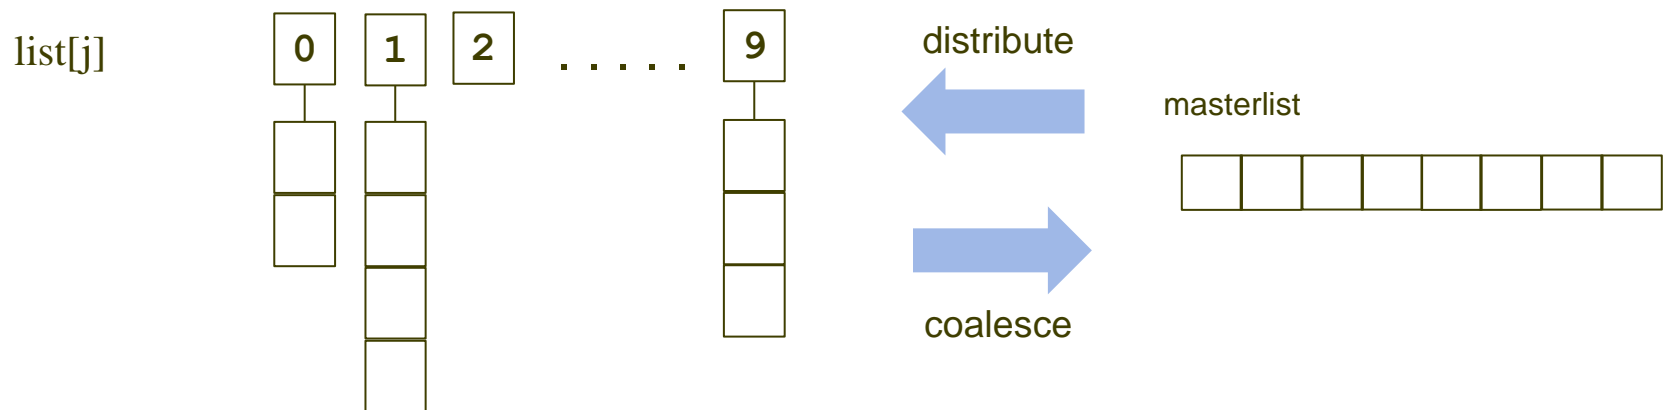 list[j]
0 1 2 . . . . . 9
distribute
masterlist
coalesce